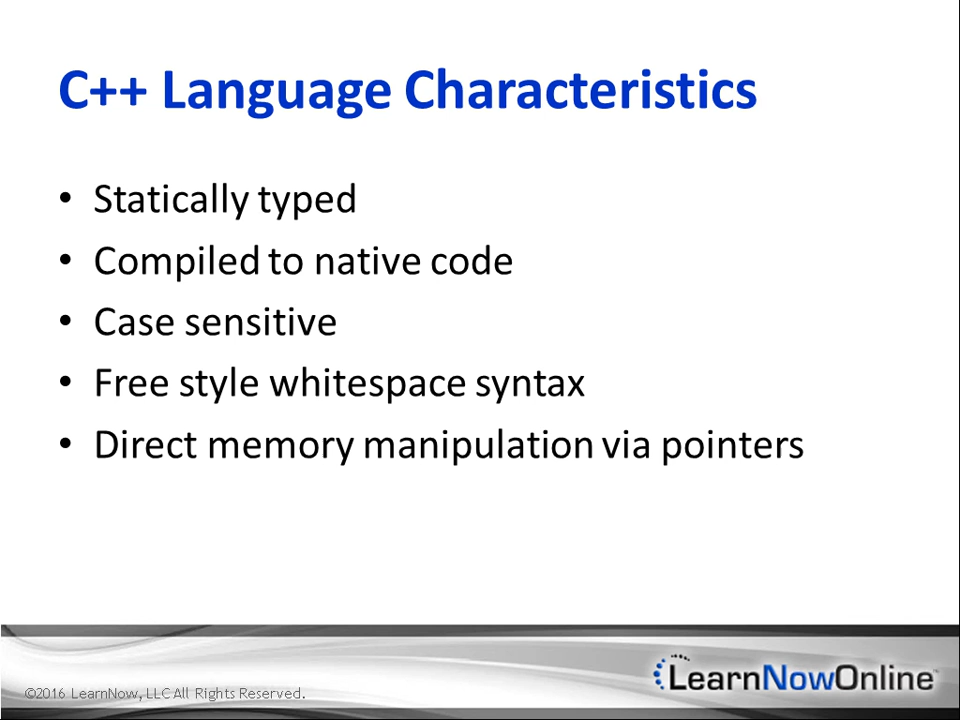 C++ Language Characteristics
• Statically typed
• Compiled to native code
• Case sensitive
• Free style whitespace syntax
• Direct memory manipulation via pointers
©2016 LearnNow, LLC All Rights Reserved.
LearnNowOnline™